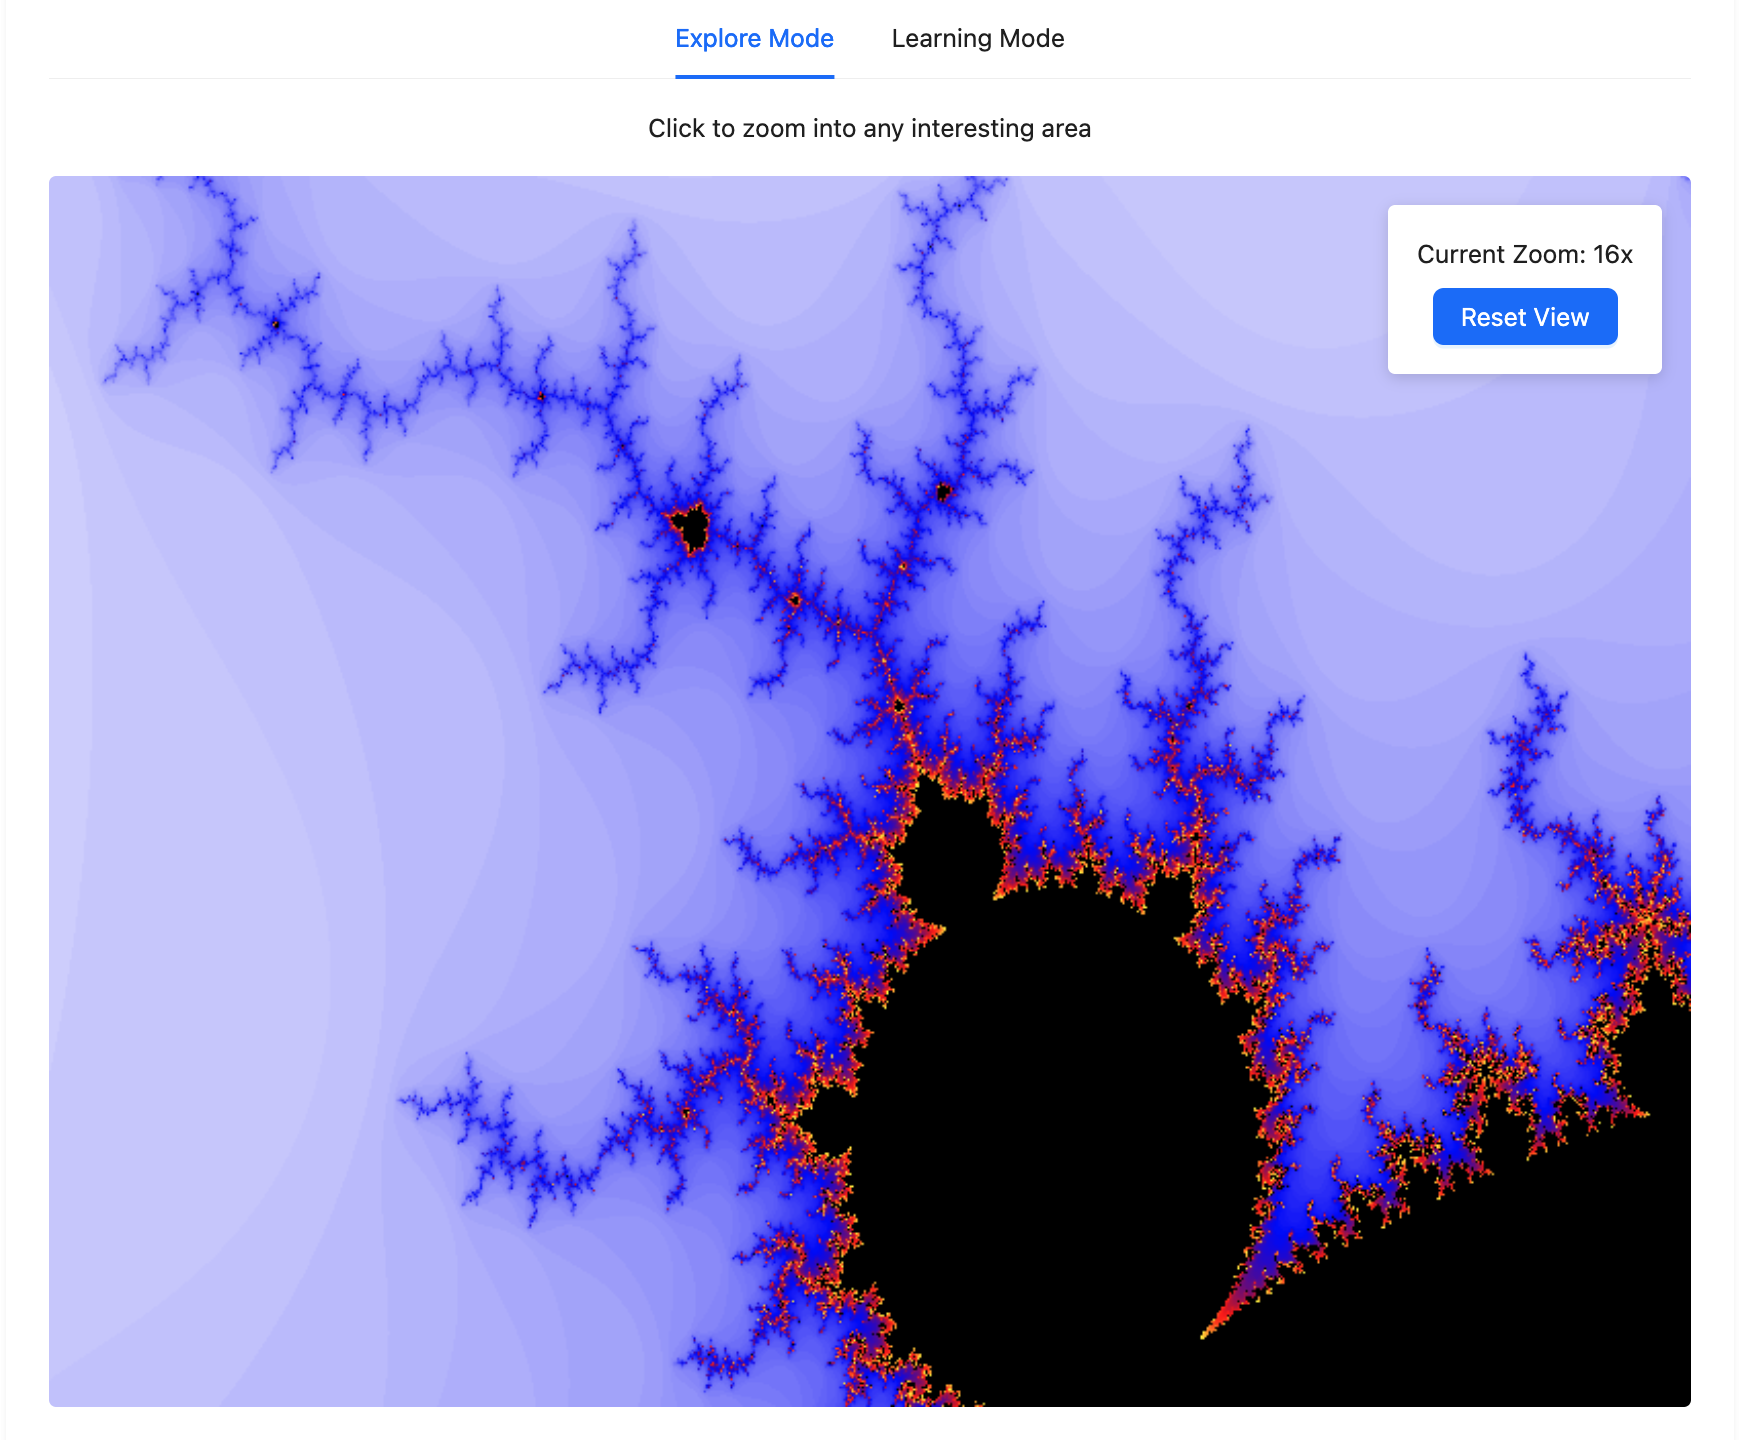 Explore Mode Learning Mode
Click to zoom into any interesting area
Current Zoom: 16x
Reset View